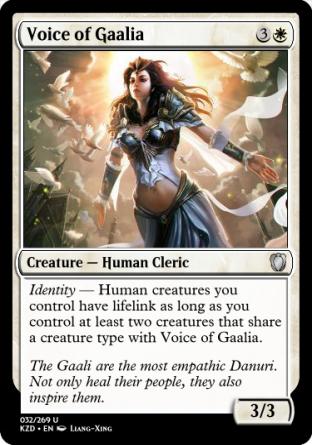 Voice of Gaalia 3
Creature — Human Cleric
Identity — Human creatures you
control have lifelink as long as you
control at least two creatures that share
a creature type with Voice of Gaalia.
The Gaali are the most empathic Danuri.
Not only heal their people, they also
inspire them.
3/3
032/269 U
KZD • EN Liang-Xing